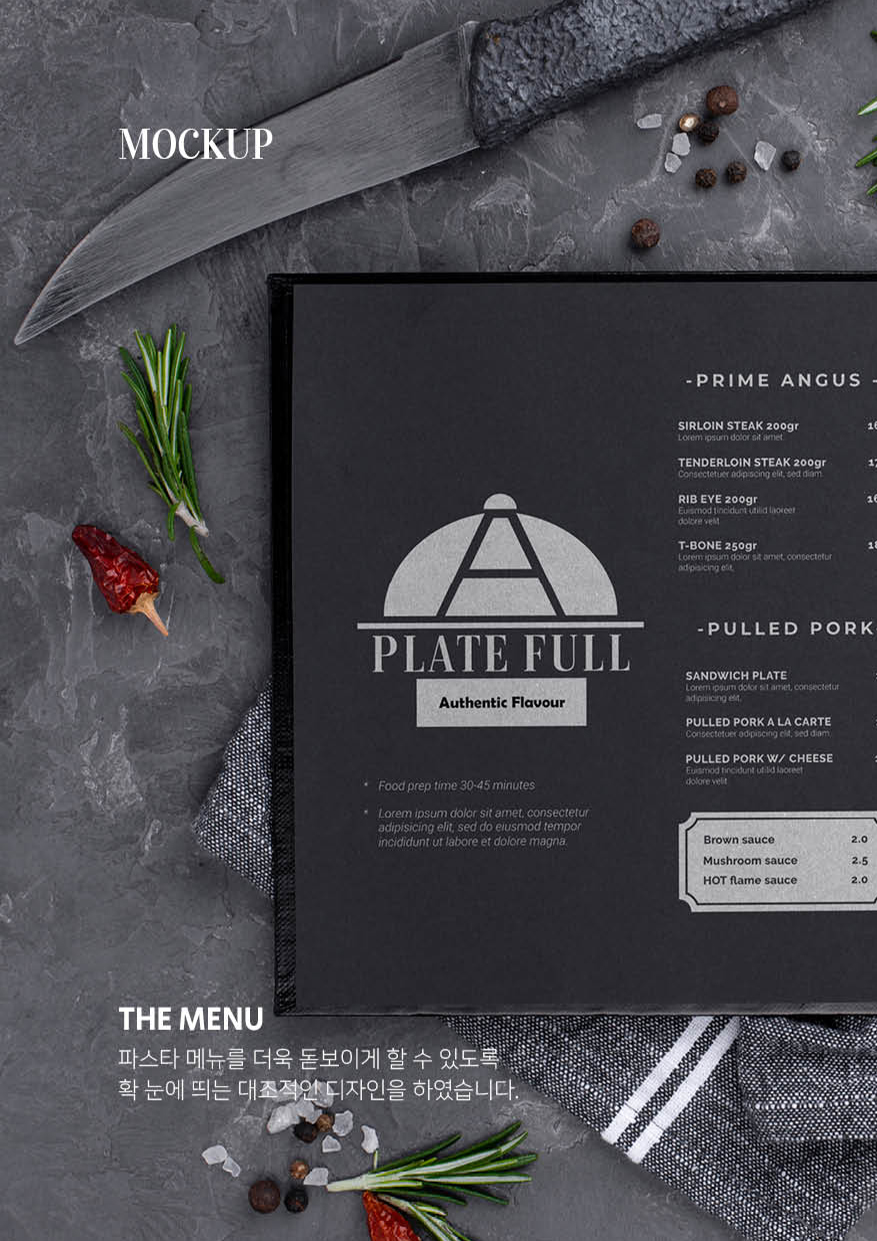 MOCKUP
-PRIME ANGUS -
SIRLOIN STEAK 200gr
Lorem ipsum dolor sit amet.
TENDERLOIN STEAK 200gr
Consectetuer adipiscing elit, sed diam.
RIB EYE 200gr
Euismod tincidunt utilid laoreet
dolore velit.
T-BONE 250gr
Lorem ipsum dolor sit amet, consectetur
adipisicing elit,
PLATE FULL
Authentic Flavour
* Food prep time 30-45 minutes
* Lorem ipsum dolor sit amet, consectetur
adipisicing elit, sed do eiusmod tempor
incididunt ut labore et dolore magna.
-PULLED PORK
SANDWICH PLATE
Lorem ipsum dolor sit amet, consectetur
adipisicing elit,
PULLED PORK A LA CARTE
Consectetuer adipiscing elit, sed diam.
PULLED PORK W/ CHEESE
Euismod tincidunt utilid laoreet
dolore velit.
Brown sauce 2.0
Mushroom sauce 2.5
HOT flame sauce 2.0
THE MENU
파스타 메뉴를 더욱 돋보이게 할 수 있도록
확 눈에 띄는 대조적인 디자인을 하였습니다.